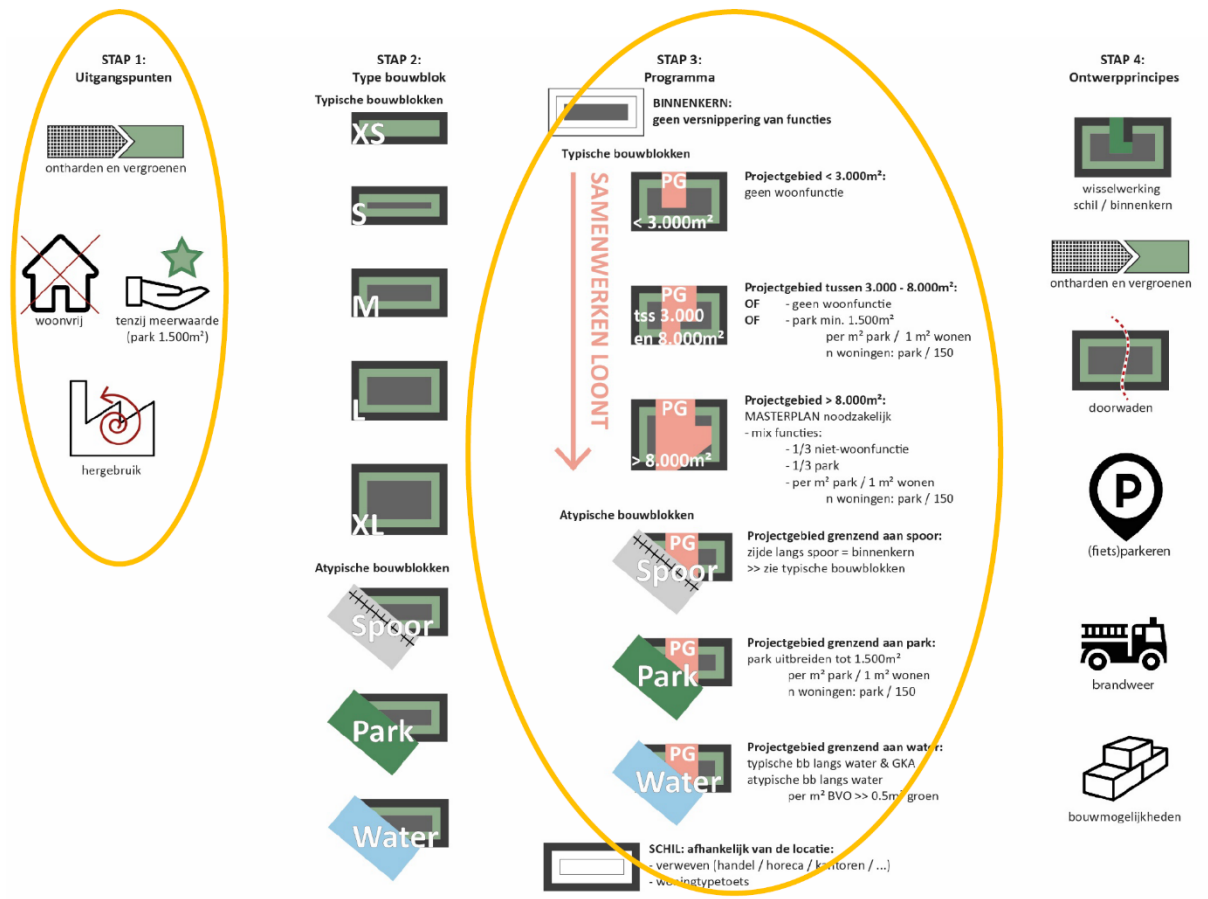 STAP 1:
Uitgangspunten
ontharden en vergroenen
woonvrij
tenzij meerwaarde
(park 1.500m²)
hergebruik
STAP 2:
Type bouwblok
Typische bouwblokken
XS
S
M
L
XL
Atypische bouwblokken
Spoor
Park
Water
STAP 3:
Programma
BINNENKERN:
geen versnippering van functies
Typische bouwblokken
SAMENWERKEN LOONT
PG
< 3.000m²
Projectgebied < 3.000m²:
geen woonfunctie
PG
tss 3.000
en 8.000m²
Projectgebied tussen 3.000 - 8.000m²:
OF - geen woonfunctie
OF - park min. 1.500m²
per m² park / 1 m² wonen
n woningen: park / 150
PG
> 8.000m²
Projectgebied > 8.000m²:
MASTERPLAN noodzakelijk
- mix functies:
- 1/3 niet-woonfunctie
- 1/3 park
- per m² park / 1 m² wonen
n woningen: park / 150
Atypische bouwblokken
PG
Spoor
Projectgebied grenzend aan spoor:
zijde langs spoor = binnenkern
>> zie typische bouwblokken
PG
Park
Projectgebied grenzend aan park:
park uitbreiden tot 1.500m²
per m² park / 1 m² wonen
n woningen: park / 150
PG
Water
Projectgebied grenzend aan water:
typische bb langs water & GKA
atypische bb langs water
per m² BVO >> 0.5m² groen
SCHIL: afhankelijk van de locatie:
- verweven (handel / horeca / kantoren / ...)
- woningtypetoets
STAP 4:
Ontwerpprincipes
wisselwerking
schil / binnenkern
ontharden en vergroenen
doorwaden
P
(fiets)parkeren
brandweer
bouwmogelijkheden